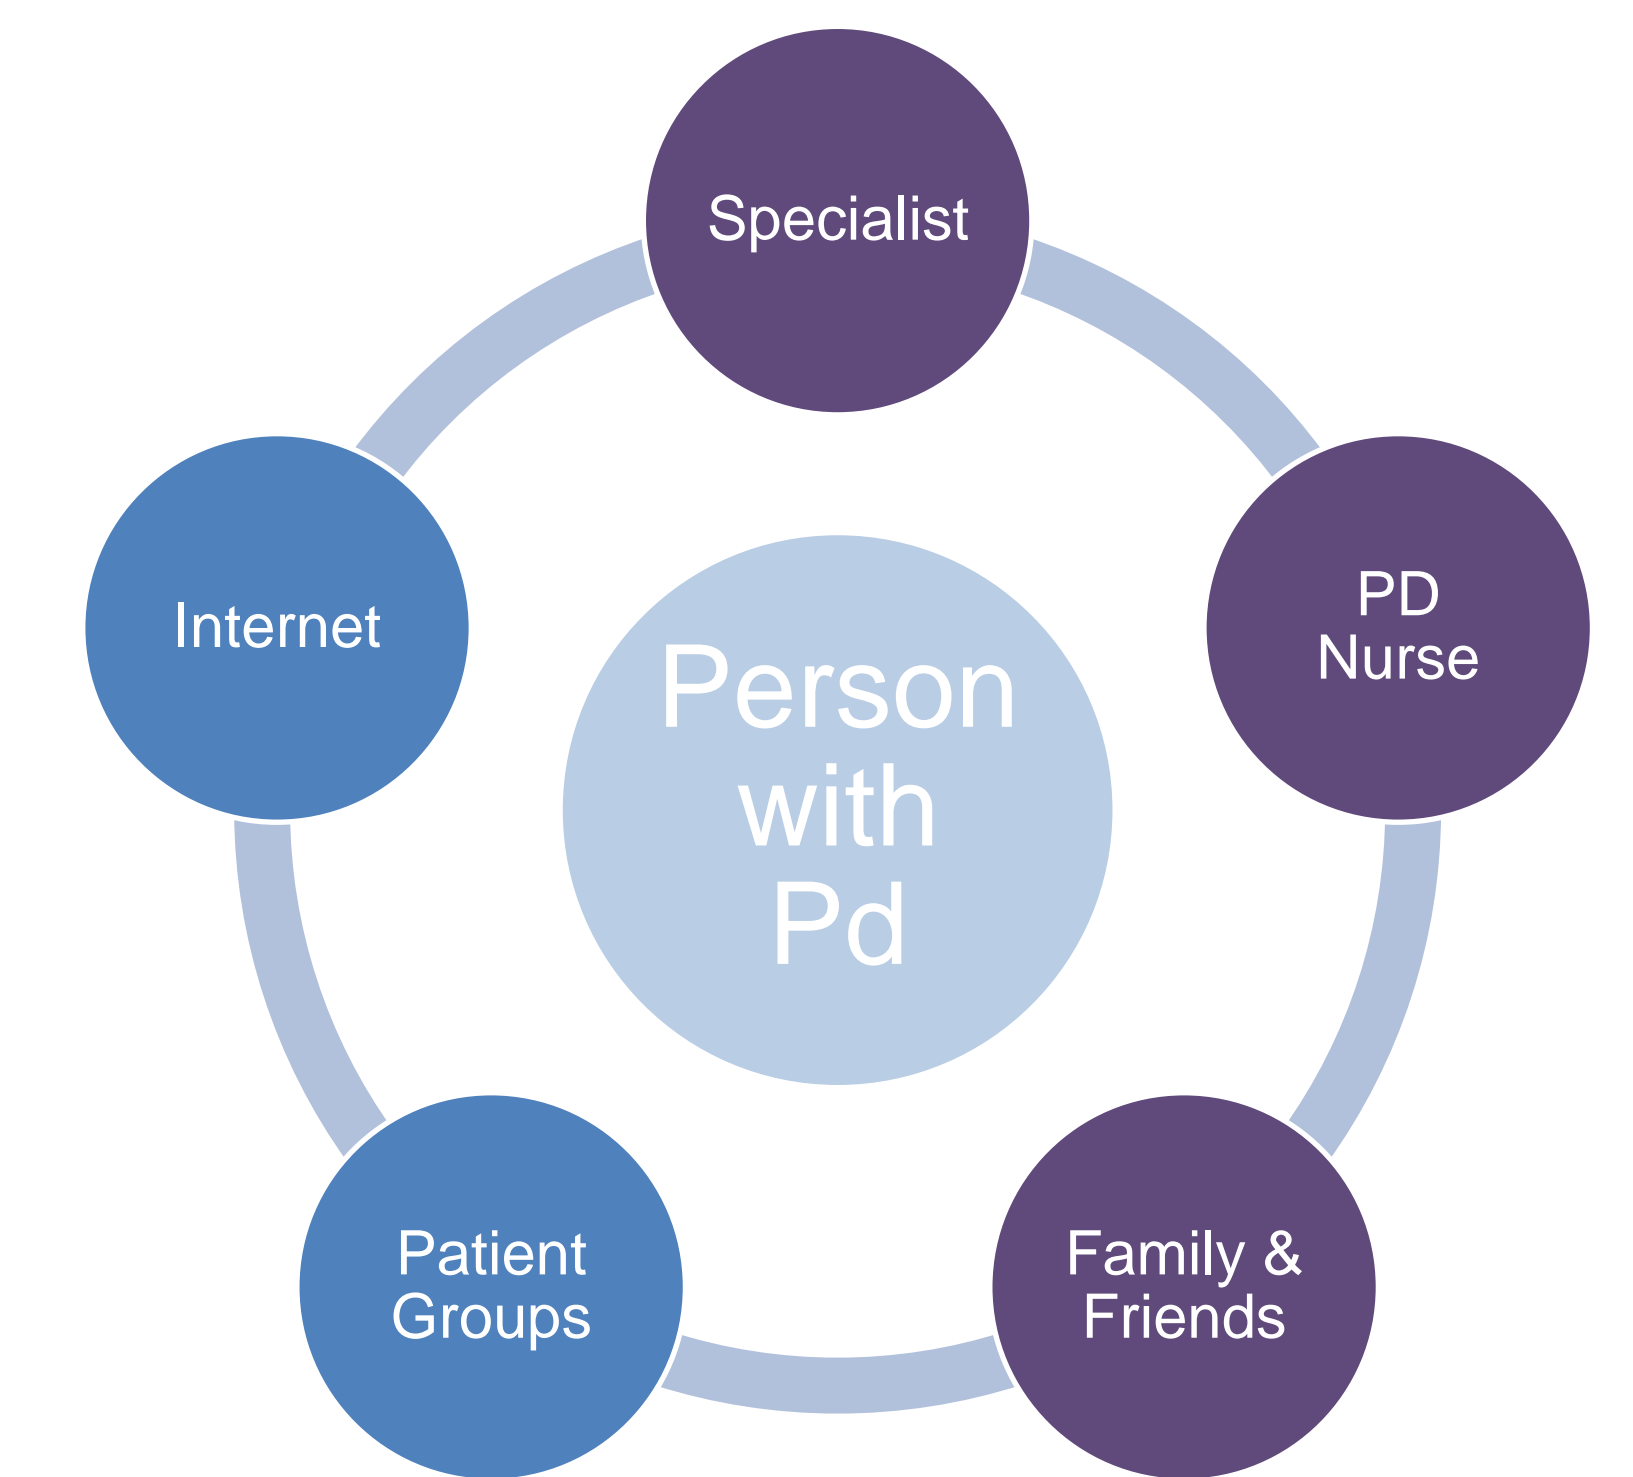 Specialist
PD
Nurse
Family &
Friends
Patient
Groups
Internet
Person
with
Pd